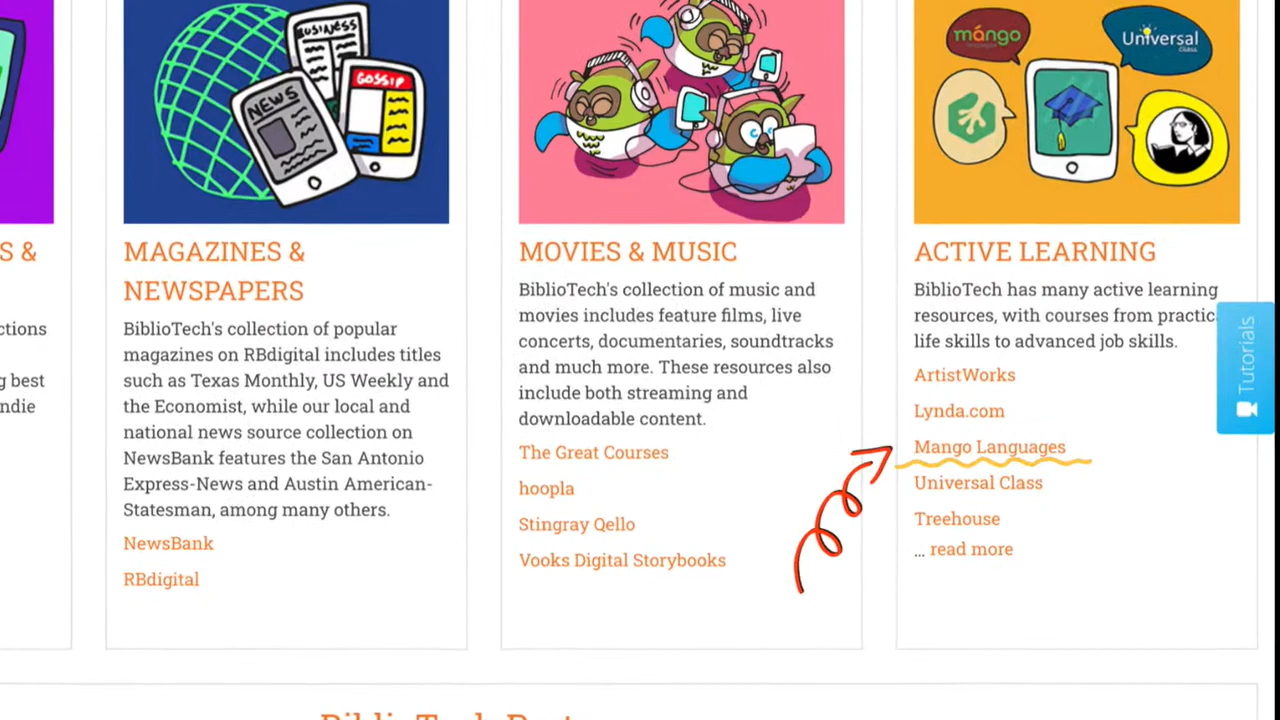 BUSINESS
NEWS
GOSSIP
mango
Universal
CLASS
S &
ctions
g best
ndie
MAGAZINES &
NEWSPAPERS
BiblioTech's collection of popular
magazines on RBdigital includes titles
such as Texas Monthly, US Weekly and
the Economist, while our local and
national news source collection on
NewsBank features the San Antonio
Express-News and Austin American-
Statesman, among many others.
NewsBank
RBdigital
MOVIES & MUSIC
BiblioTech's collection of music and
movies includes feature films, live
concerts, documentaries, soundtracks
and much more. These resources also
include both streaming and
downloadable content.
The Great Courses
hoopla
Stingray Qello
Vooks Digital Storybooks
ACTIVE LEARNING
BiblioTech has many active learning
resources, with courses from practic
life skills to advanced job skills.
ArtistWorks
Lynda.com
Mango Languages
Universal Class
Treehouse
... read more
Tutorials